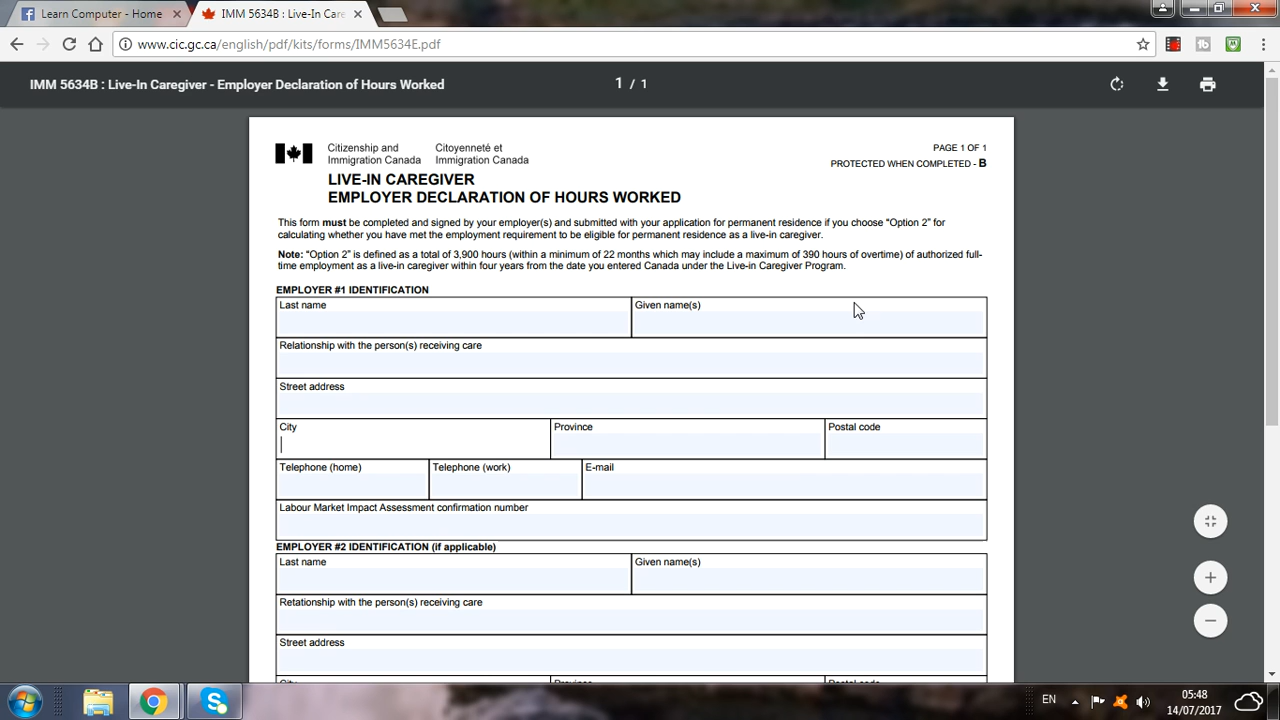 Learn Computer - Home
IMM 5634B : Live-In Care
www.cic.gc.ca/english/pdf/kits/forms/IMM5634E.pdf
IMM 5634B : Live-In Caregiver - Employer Declaration of Hours Worked
1 / 1
Citizenship and Immigration Canada
Citoyenneté et Immigration Canada
PAGE 1 OF 1
PROTECTED WHEN COMPLETED - B
LIVE-IN CAREGIVER
EMPLOYER DECLARATION OF HOURS WORKED
This form must be completed and signed by your employer(s) and submitted with your application for permanent residence if you choose “Option 2” for
calculating whether you have met the employment requirement to be eligible for permanent residence as a live-in caregiver.
Note: “Option 2” is defined as a total of 3,900 hours (within a minimum of 22 months which may include a maximum of 390 hours of overtime) of authorized full-
time employment as a live-in caregiver within four years from the date you entered Canada under the Live-in Caregiver Program.
EMPLOYER #1 IDENTIFICATION
Last name
Given name(s)
Relationship with the person(s) receiving care
Street address
City
Province
Postal code
Telephone (home)
Telephone (work)
E-mail
Labour Market Impact Assessment confirmation number
EMPLOYER #2 IDENTIFICATION (if applicable)
Last name
Given name(s)
Relationship with the person(s) receiving care
Street address
City
Province
Postal code
EN
05:48
14/07/2017